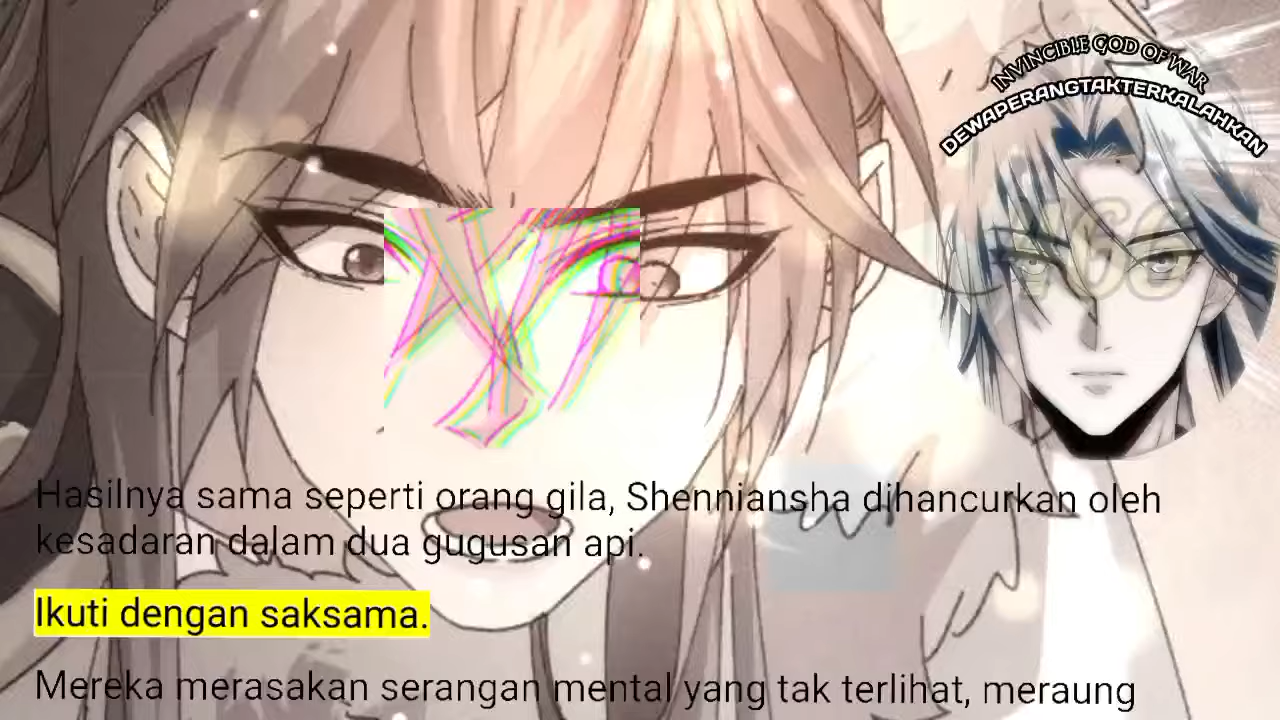 INVINCIBLE GOD OF WAR
DEWAPERANGTAKTERKALAHKAN
Hasilnya sama seperti orang gila, Shenniansha dihancurkan oleh
kesadaran dalam dua gugusan api.
Ikuti dengan saksama.
Mereka merasakan serangan mental yang tak terlihat, meraung